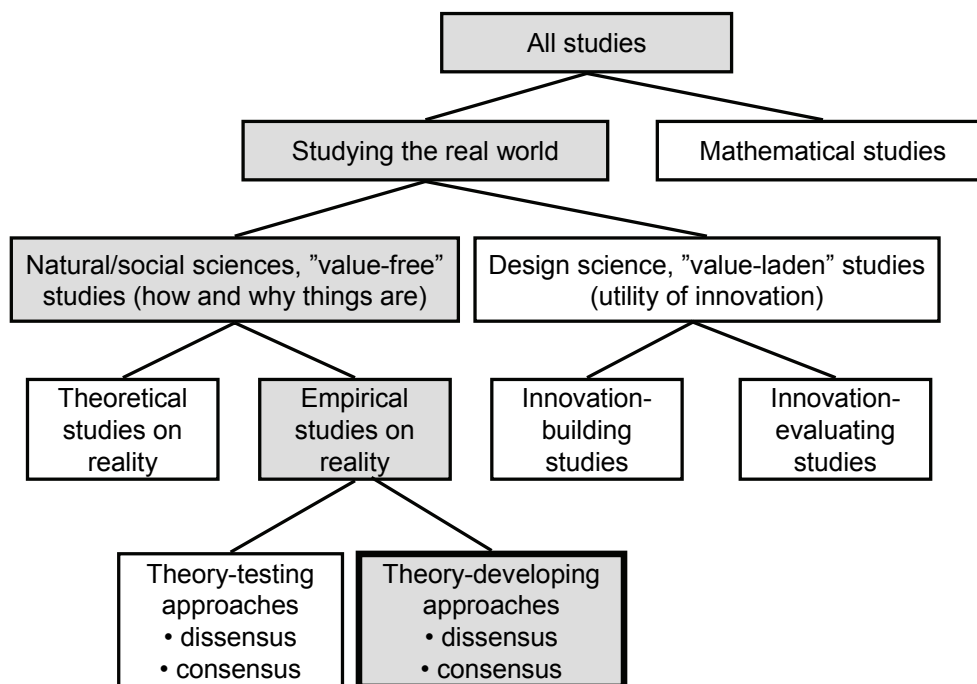 All studies
Studying the real world
Mathematical studies
Natural/social sciences, ”value-free”
studies (how and why things are)
Design science, ”value-laden” studies
(utility of innovation)
Theoretical
studies on
reality
Empirical
studies on
reality
Innovation-
building
studies
Innovation-
evaluating
studies
Theory-testing
approaches
• dissensus
• consensus
Theory-developing
approaches
• dissensus
• consensus